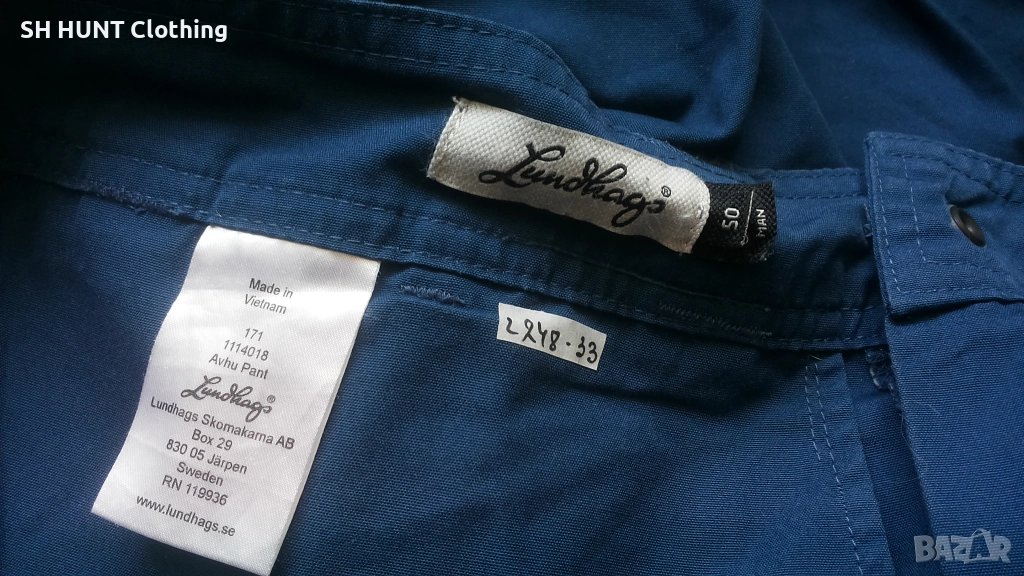 SH HUNT Clothing
Lundhags®
50
MAN
Made in
Vietnam
171
1114018
Avhu Pant
Lundhags®
Lundhags Skomakarna AB
Box 29
830 05 Järpen
Sweden
RN 119936
www.lundhags.se
2248-33
BAZAR